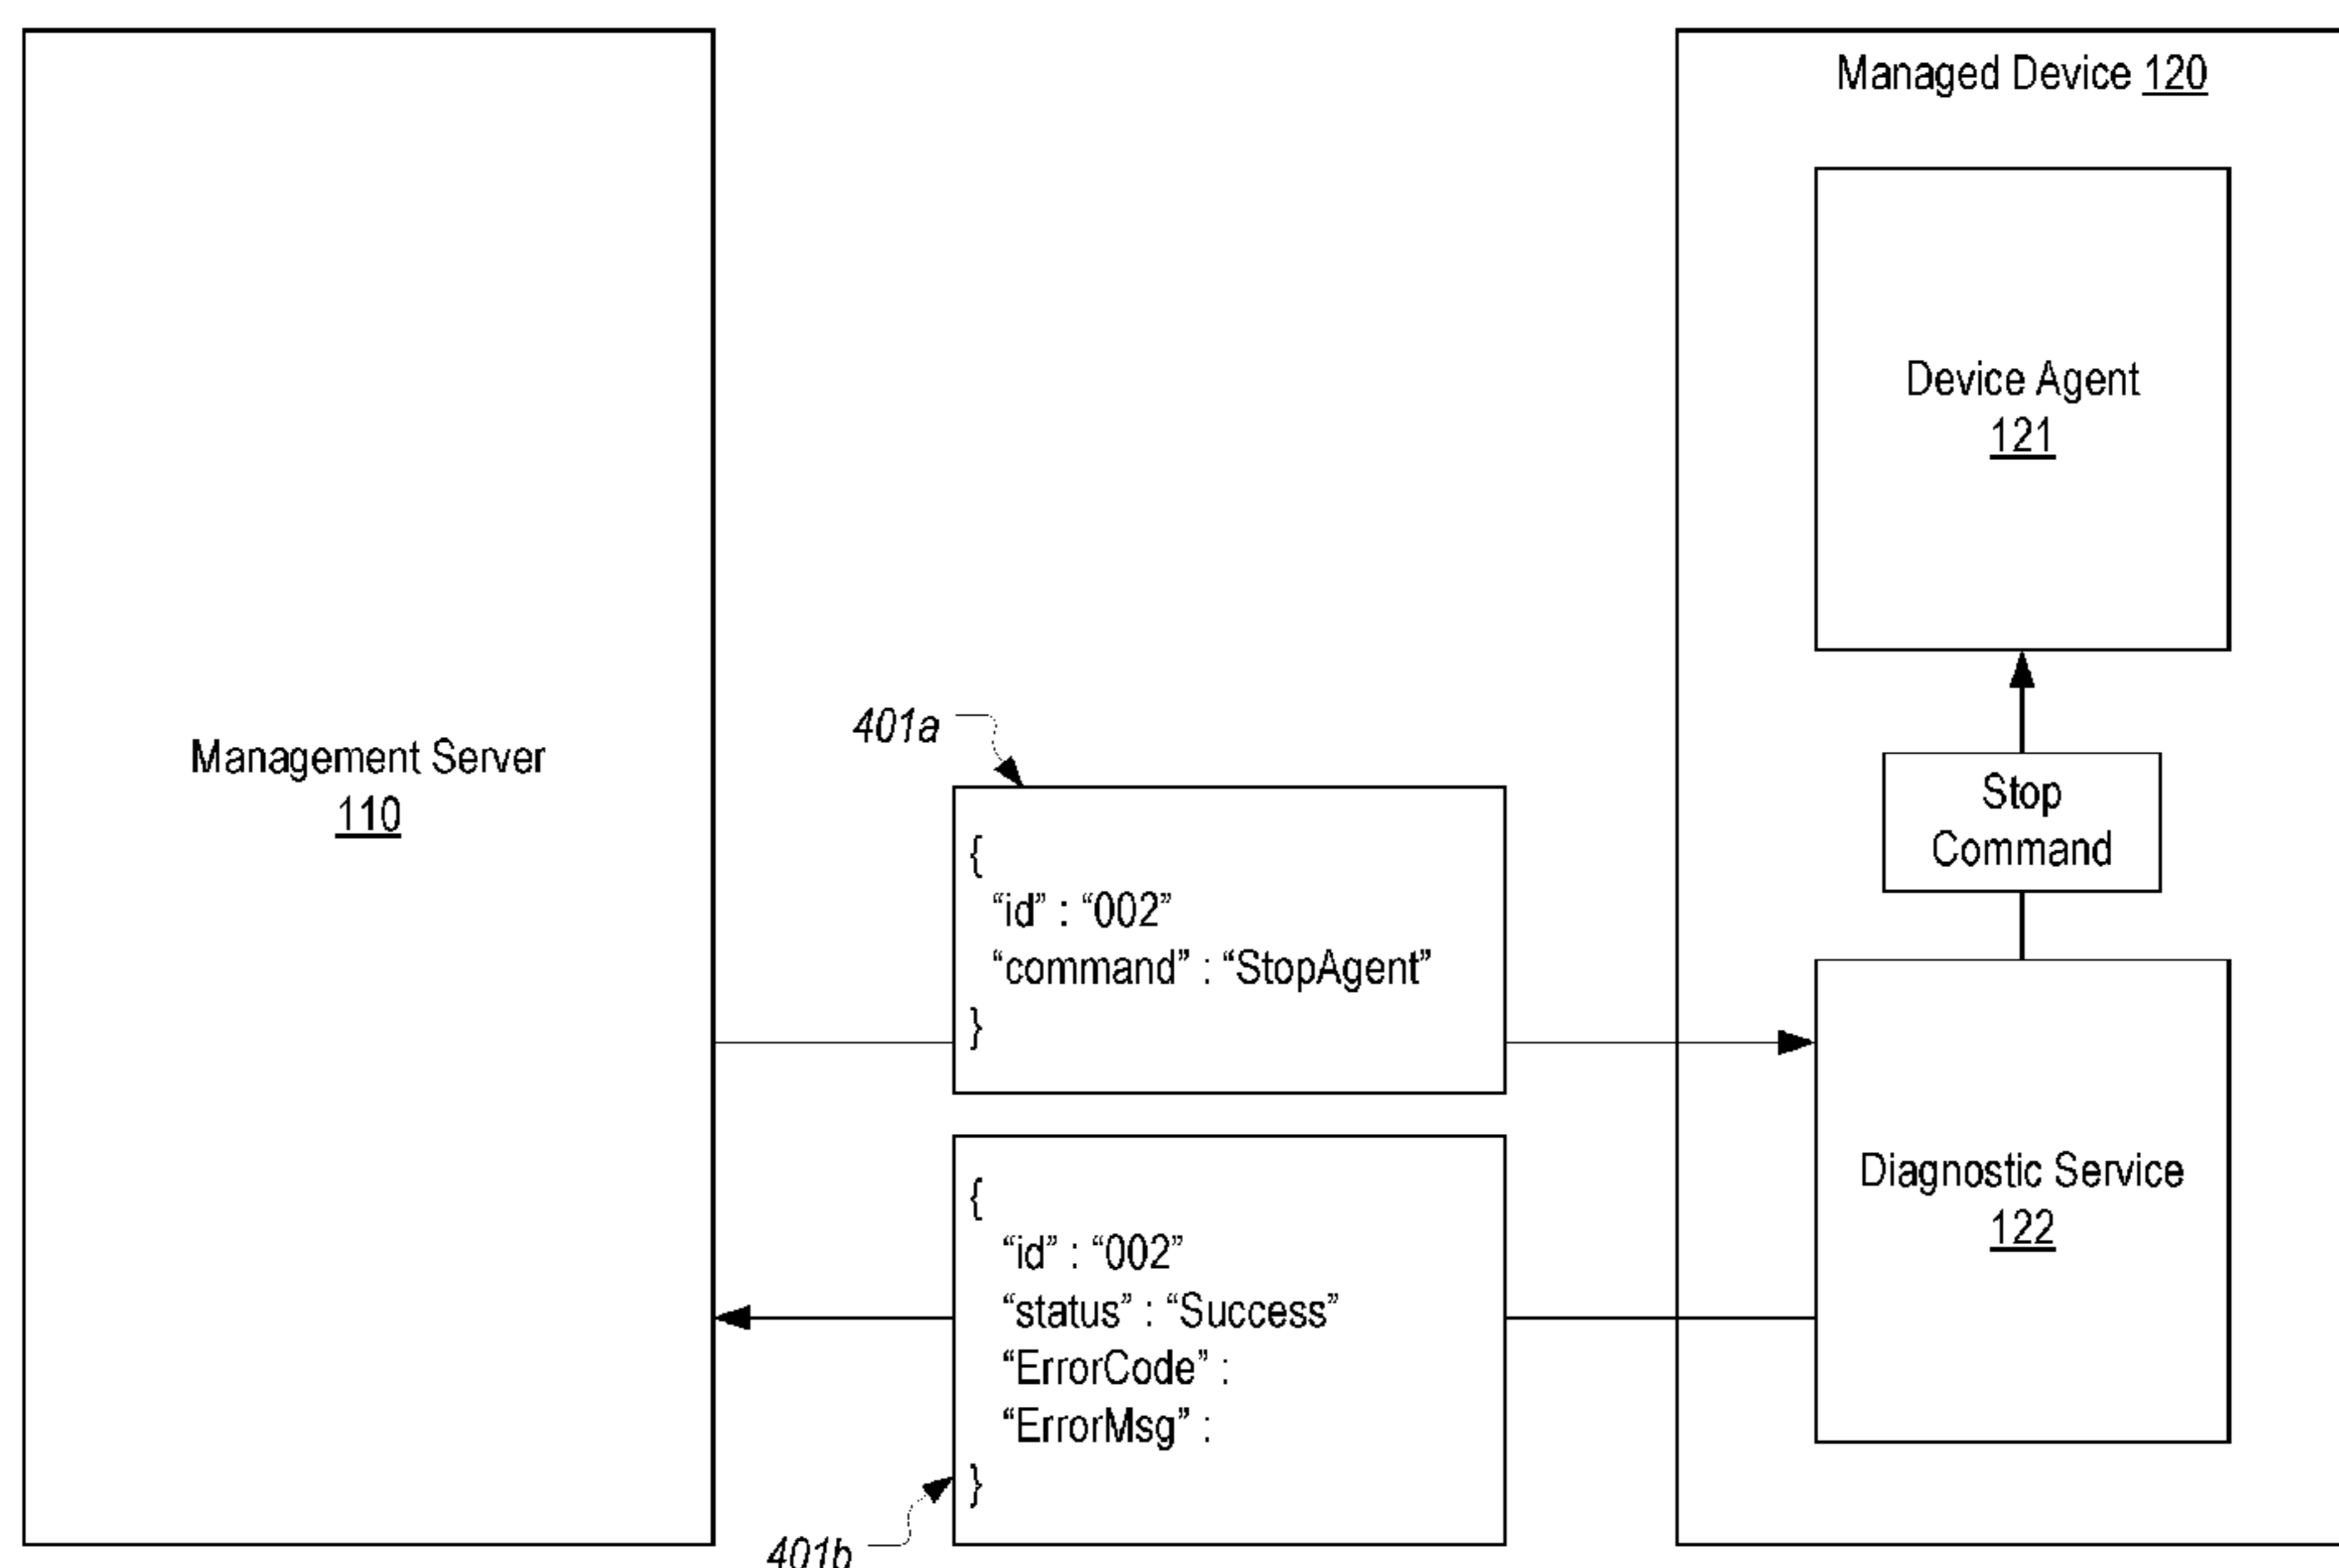 Managed Device 120
Device Agent
121
401a
Management Server
110
Stop
Command
{
“id” : “002”
“command” : “StopAgent”
}
{
“id” : “002”
“status” : “Success”
“ErrorCode” :
“ErrorMsg” :
}
Diagnostic Service
122
401b